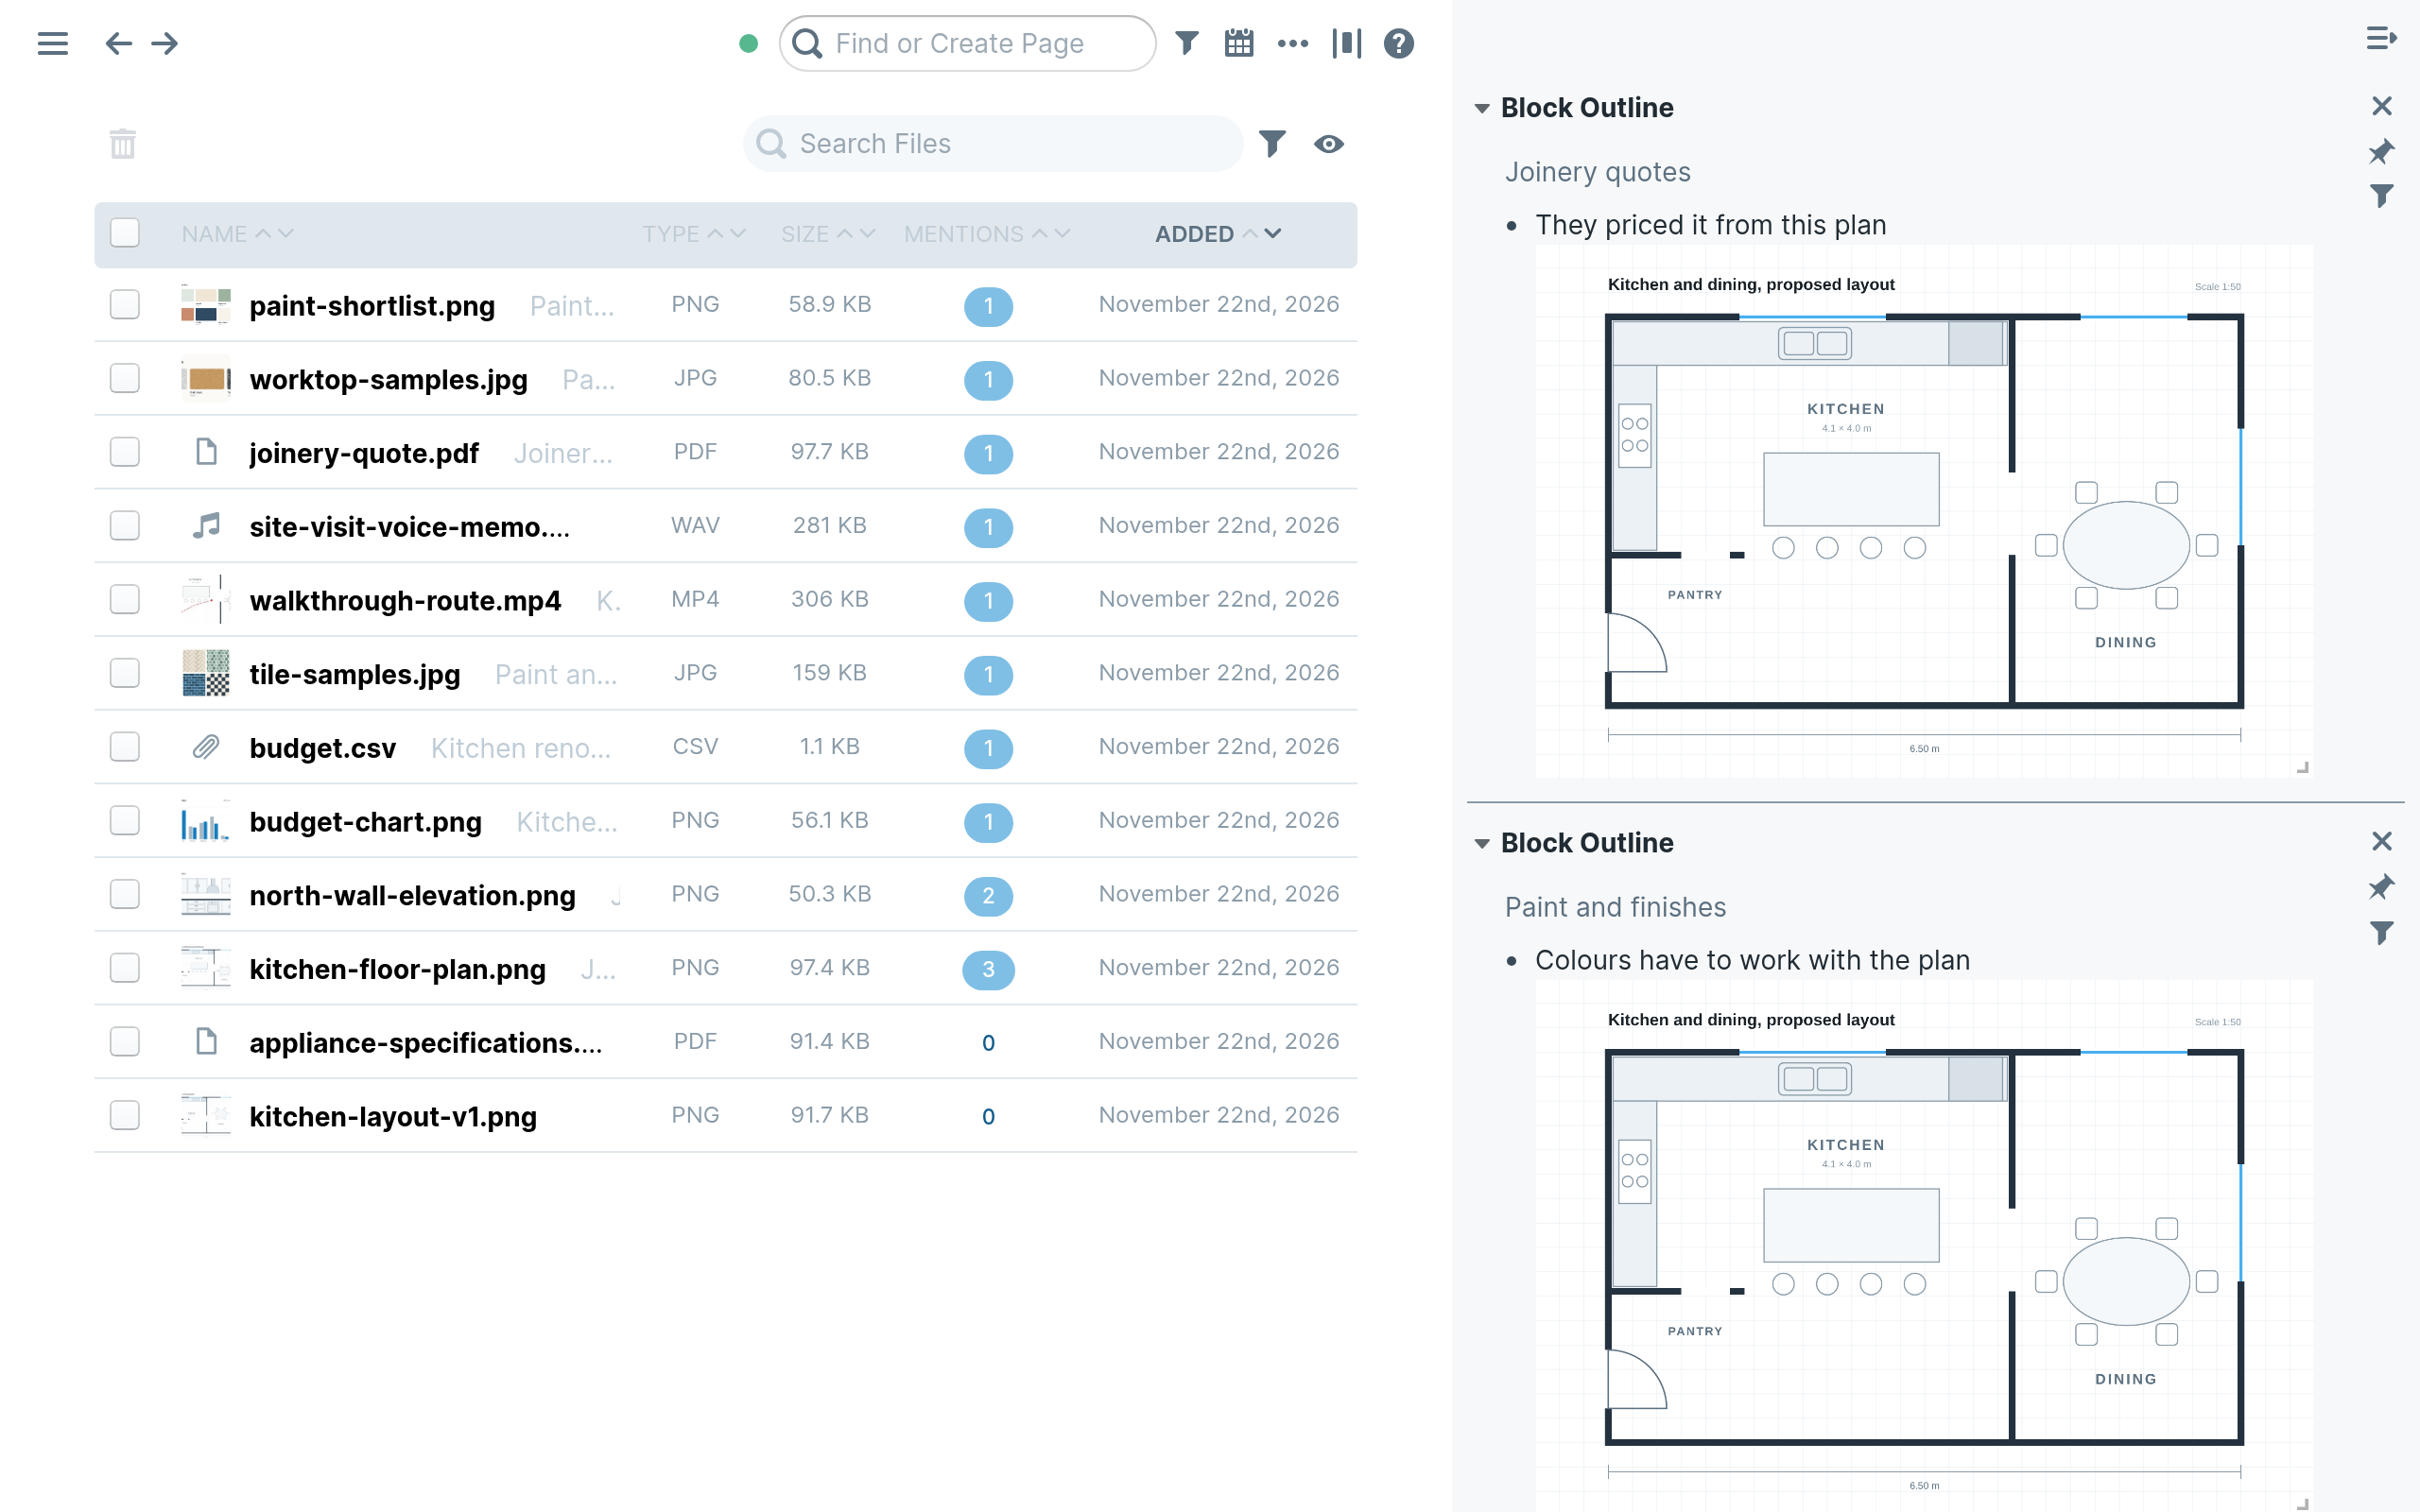 Find or Create Page
Search Files
NAME TYPE SIZE MENTIONS ADDED
paint-shortlist.png Paint... PNG 58.9 KB 1 November 22nd, 2026
worktop-samples.jpg Pa... JPG 80.5 KB 1 November 22nd, 2026
joinery-quote.pdf Joiner... PDF 97.7 KB 1 November 22nd, 2026
site-visit-voice-memo.... WAV 281 KB 1 November 22nd, 2026
walkthrough-route.mp4 K. MP4 306 KB 1 November 22nd, 2026
tile-samples.jpg Paint an... JPG 159 KB 1 November 22nd, 2026
budget.csv Kitchen reno... CSV 1.1 KB 1 November 22nd, 2026
budget-chart.png Kitche... PNG 56.1 KB 1 November 22nd, 2026
north-wall-elevation.png J PNG 50.3 KB 2 November 22nd, 2026
kitchen-floor-plan.png J... PNG 97.4 KB 3 November 22nd, 2026
appliance-specifications.... PDF 91.4 KB 0 November 22nd, 2026
kitchen-layout-v1.png PNG 91.7 KB 0 November 22nd, 2026
Block Outline
Joinery quotes
They priced it from this plan
Kitchen and dining, proposed layout
Scale 1:50
KITCHEN
4.1 × 4.0 m
PANTRY
DINING
6.50 m
Block Outline
Paint and finishes
Colours have to work with the plan
Kitchen and dining, proposed layout
Scale 1:50
KITCHEN
4.1 × 4.0 m
PANTRY
DINING
6.50 m